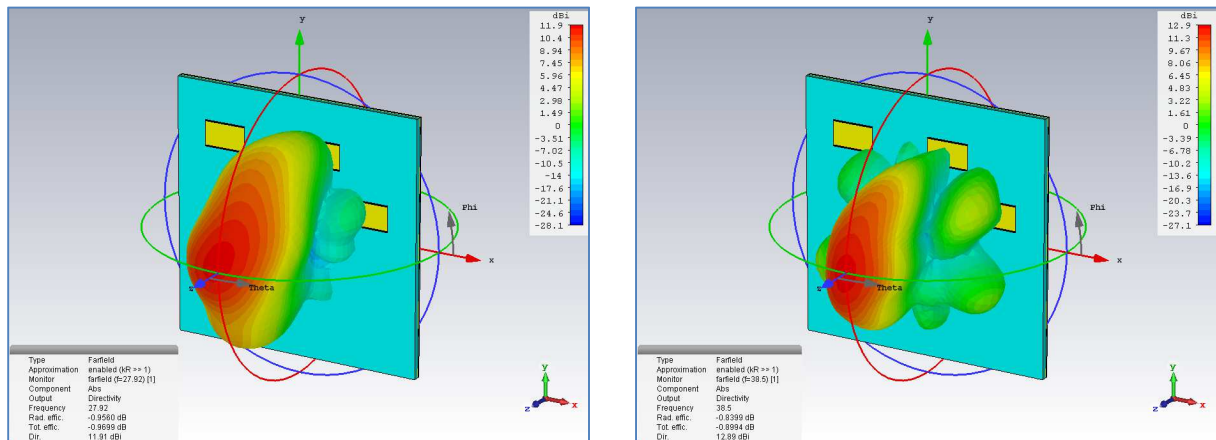 dBi
11.9
10.4
8.94
7.45
5.96
4.47
2.98
1.49
0
-3.51
-7.02
-10.5
-14
-17.6
-21.1
-24.6
-28.1
y
Phi
x
Theta
z
Type Farfield
Approximation enabled (kR >> 1)
Monitor farfield (f=27.92) [1]
Component Abs
Output Directivity
Frequency 27.92
Rad. effic. -0.9560 dB
Tot. effic. -0.9699 dB
Dir. 11.91 dBi
y
z
x
dBi
12.9
11.3
9.67
8.06
6.45
4.83
3.22
1.61
0
-3.39
-6.78
-10.2
-13.6
-16.9
-20.3
-23.7
-27.1
y
Phi
x
Theta
z
Type Farfield
Approximation enabled (kR >> 1)
Monitor farfield (f=38.5) [1]
Component Abs
Output Directivity
Frequency 38.5
Rad. effic. -0.8399 dB
Tot. effic. -0.8994 dB
Dir. 12.89 dBi
y
z
x